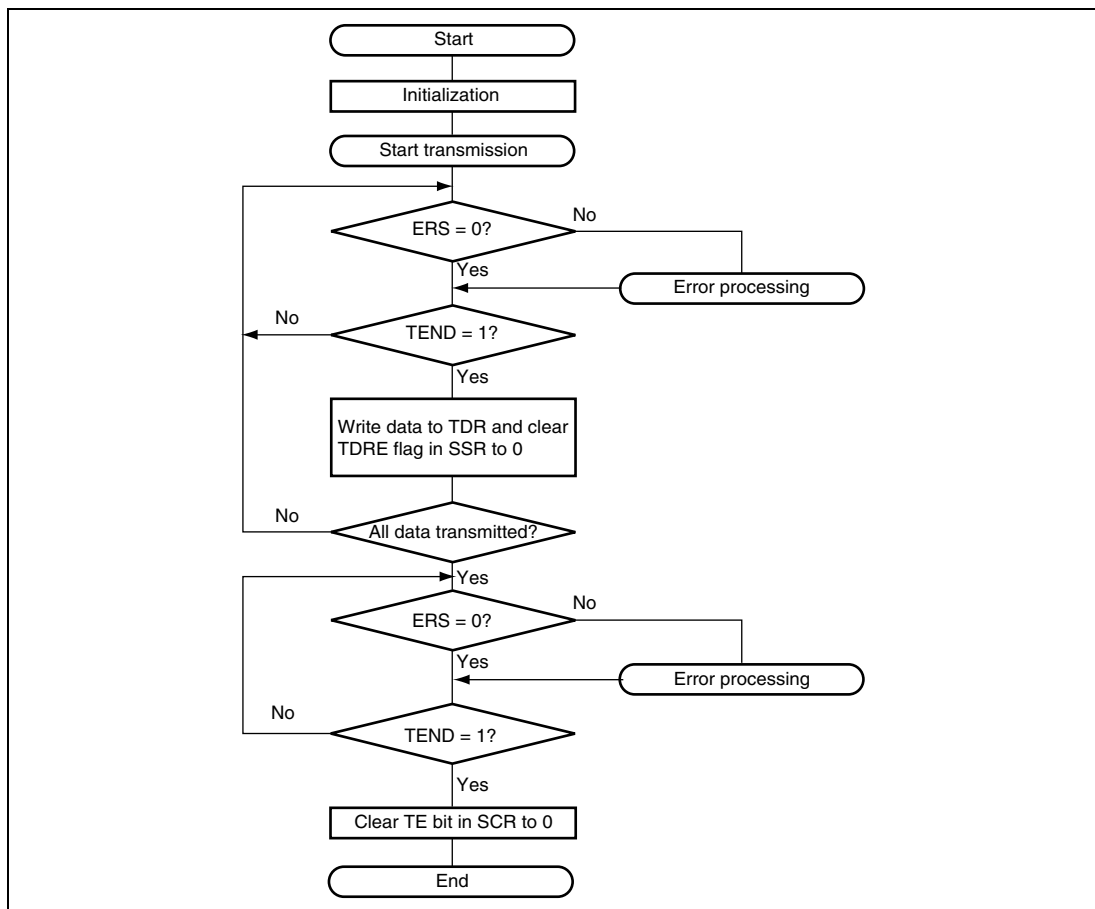 Start
Initialization
Start transmission
ERS = 0?
No
Yes
Error processing
No
TEND = 1?
Yes
Write data to TDR and clear
TDRE flag in SSR to 0
No
All data transmitted?
Yes
ERS = 0?
No
Yes
Error processing
No
TEND = 1?
Yes
Clear TE bit in SCR to 0
End